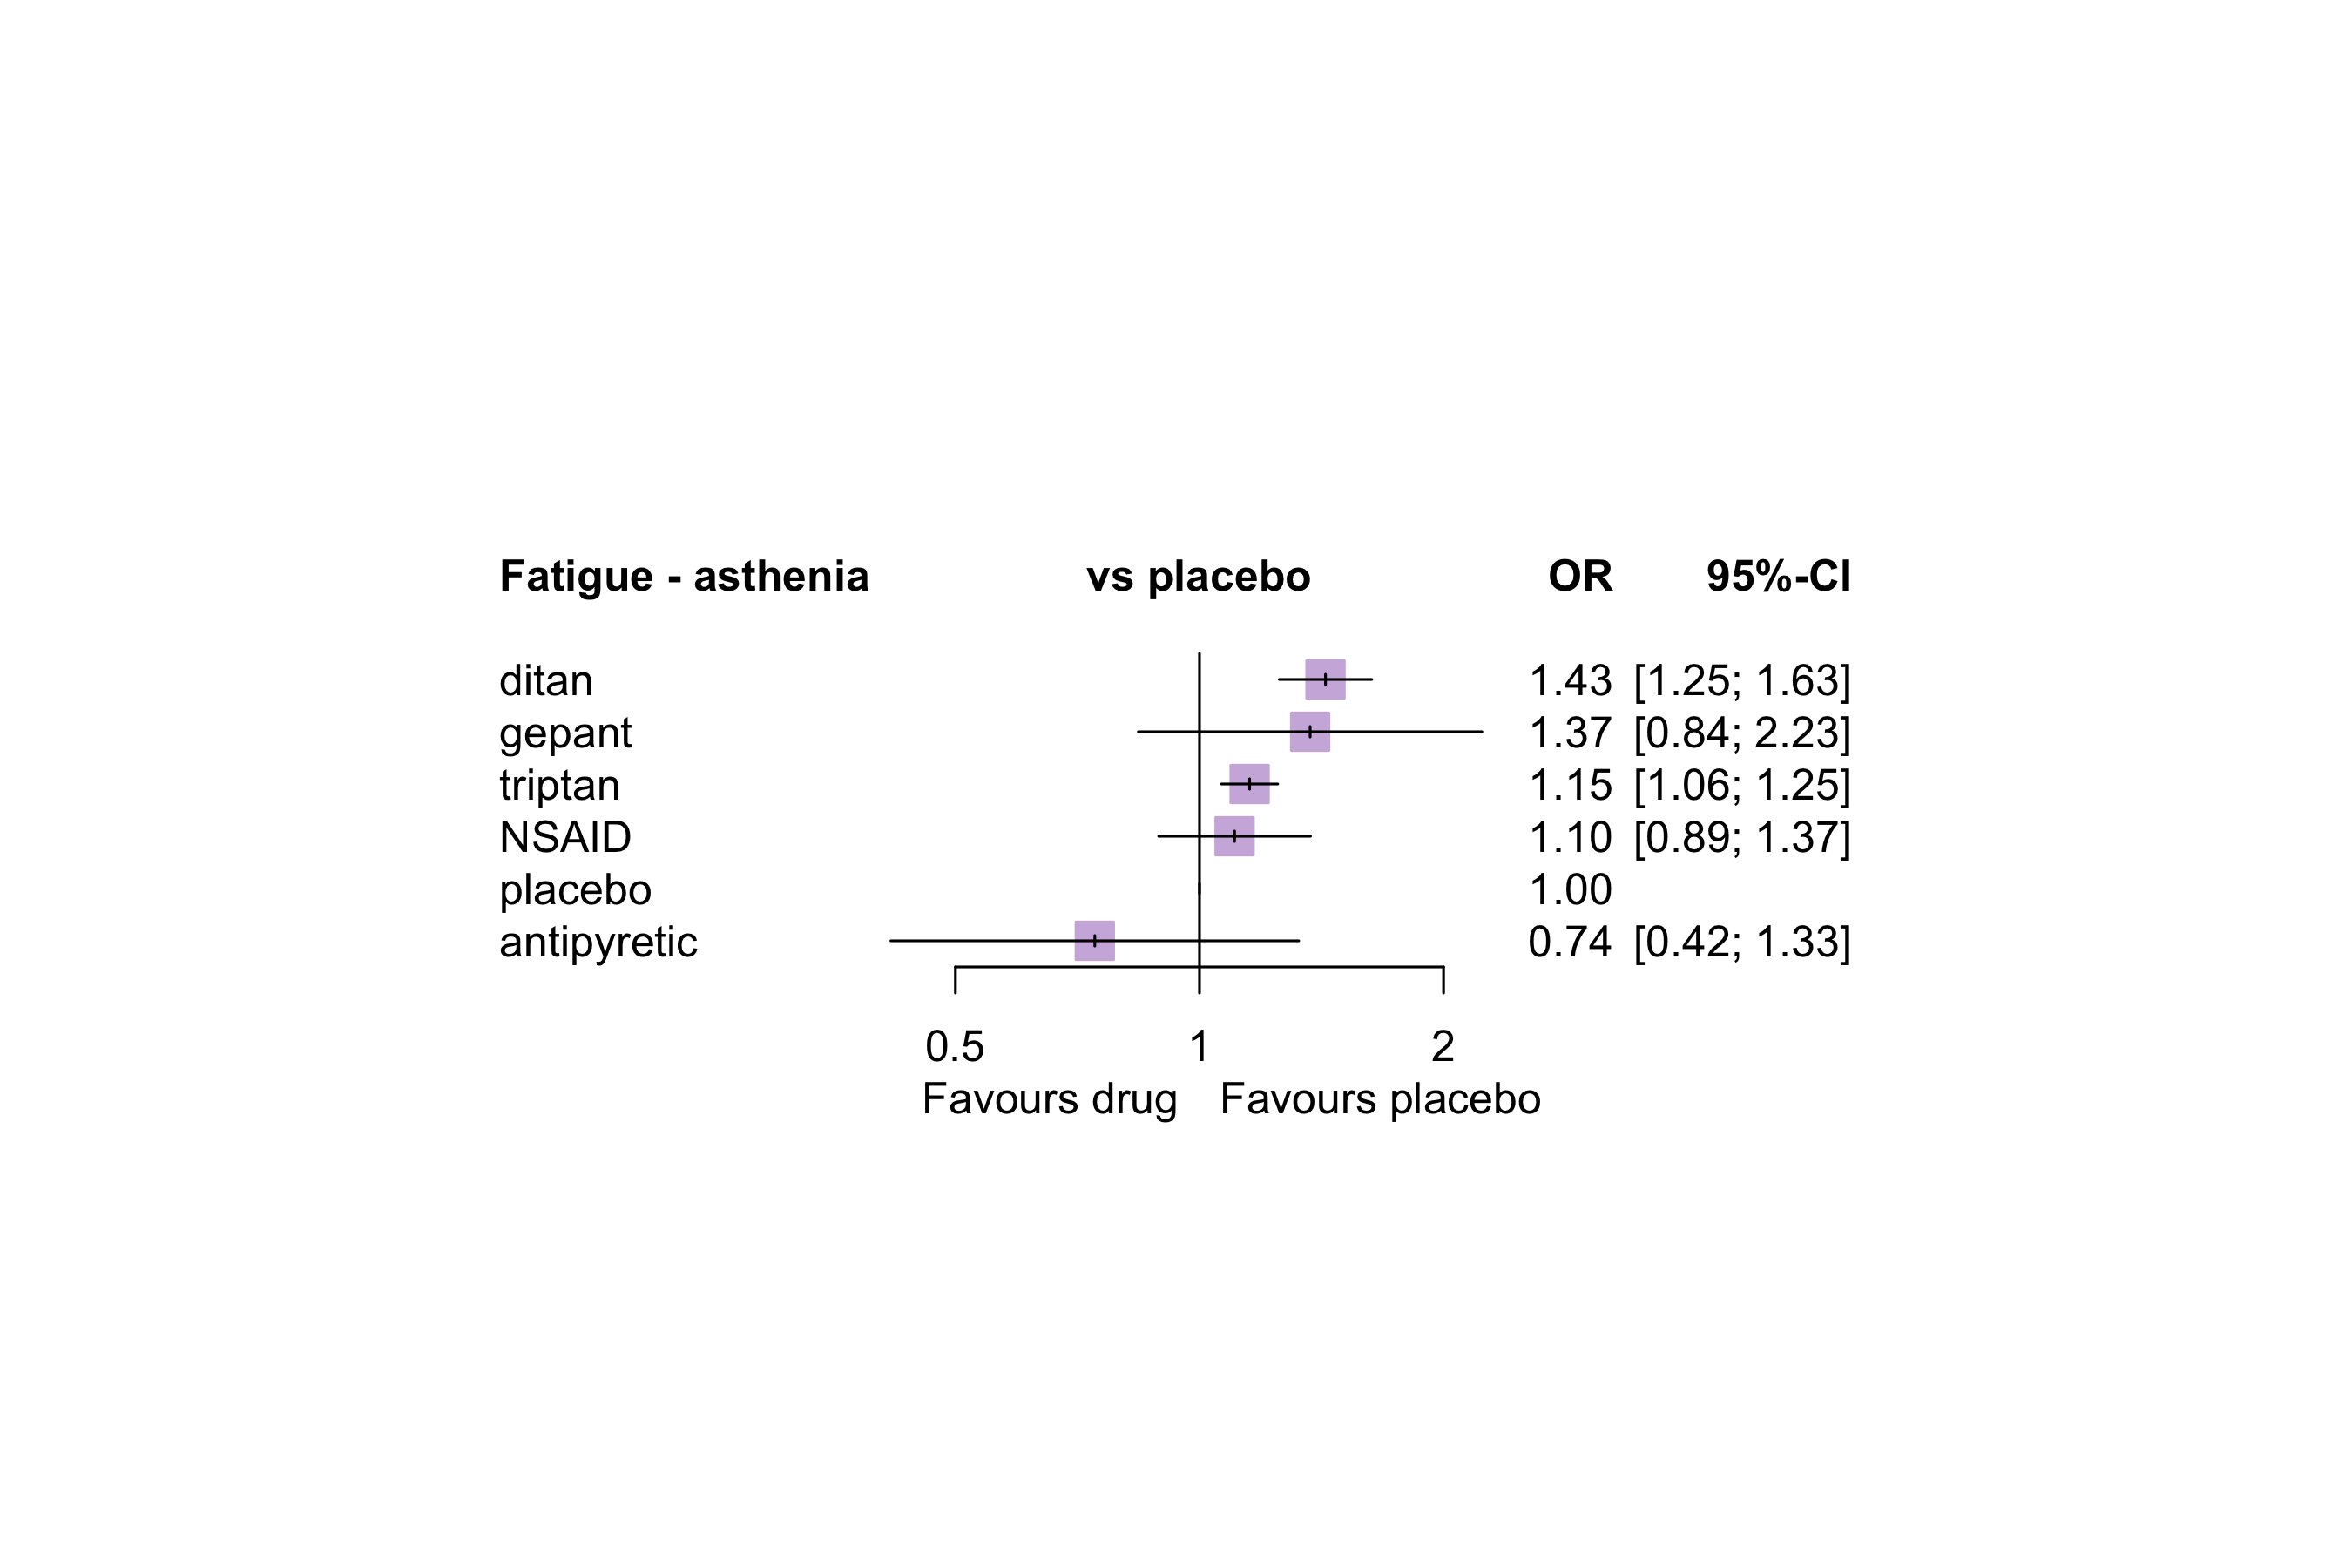 Fatigue - asthenia vs placebo OR 95%-CI
ditan 1.43 [1.25; 1.63]
gepant 1.37 [0.84; 2.23]
triptan 1.15 [1.06; 1.25]
NSAID 1.10 [0.89; 1.37]
placebo 1.00
antipyretic 0.74 [0.42; 1.33]
0.5 1 2
Favours drug Favours placebo